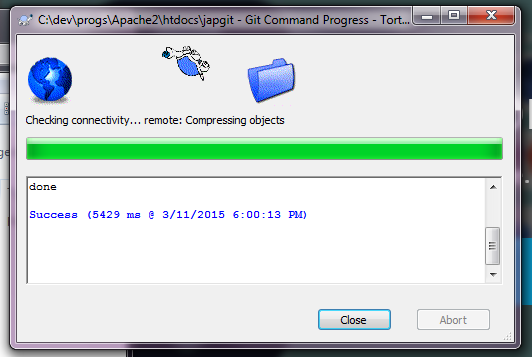 C:\dev\progs\Apache2\htdocs\japgit - Git Command Progress - Tort...
Checking connectivity... remote: Compressing objects
done
Success (5429 ms @ 3/11/2015 6:00:13 PM)
Close
Abort